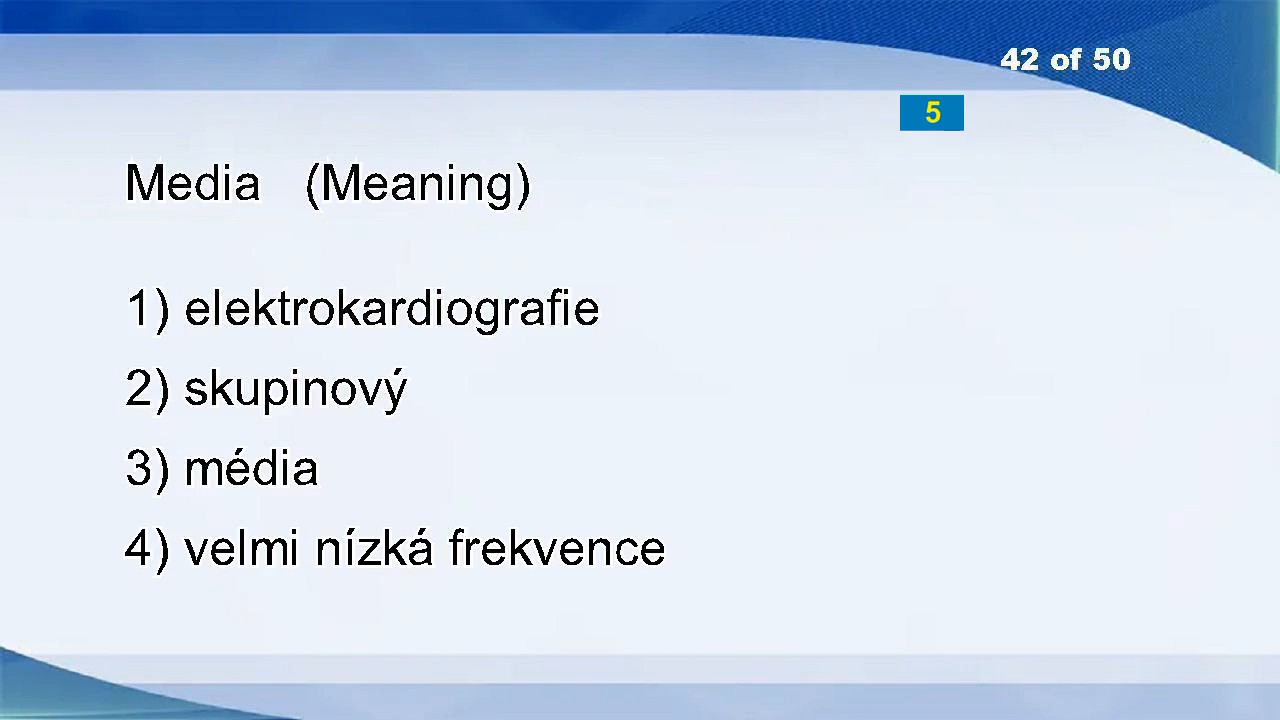 42 of 50
5
Media (Meaning)
1) elektrokardiografie
2) skupinový
3) média
4) velmi nízká frekvence